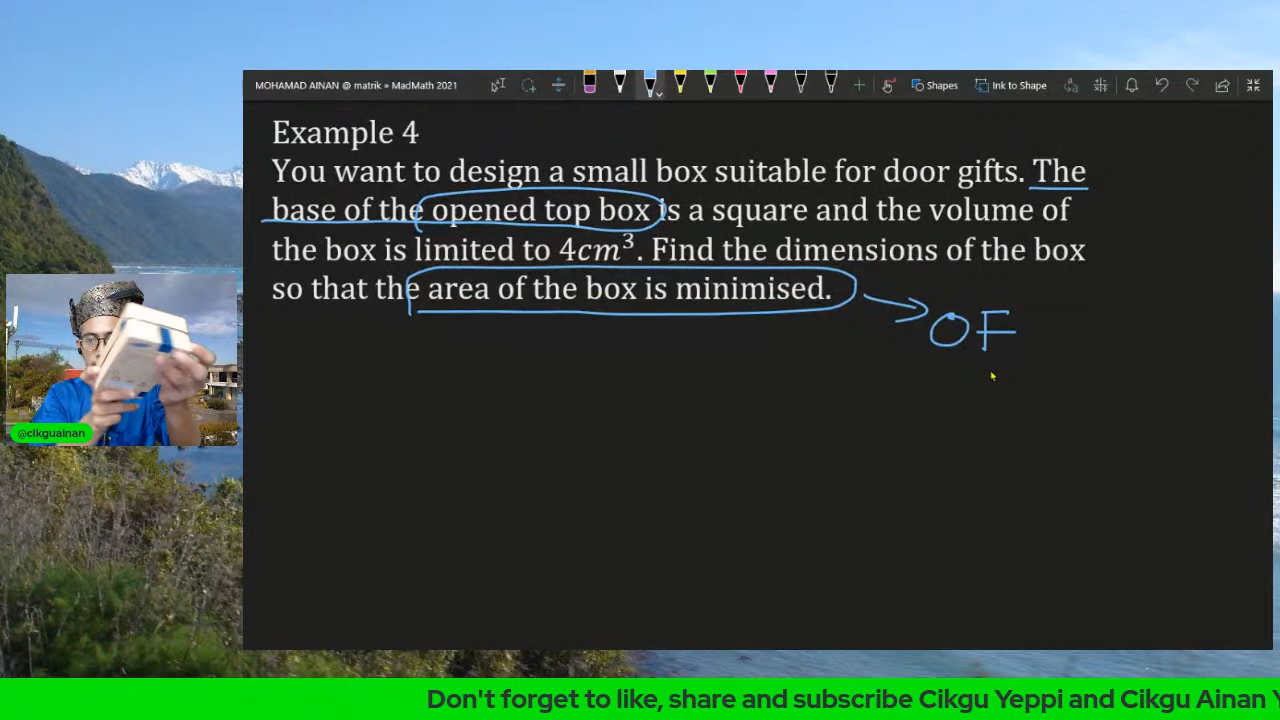 MOHAMAD AINAN @ matrik » MadMath 2021
Shapes
Ink to Shape
Example 4
You want to design a small box suitable for door gifts. The
base of the opened top box is a square and the volume of
the box is limited to 4cm³. Find the dimensions of the box
so that the area of the box is minimised.
OF
@cikguainan
Don't forget to like, share and subscribe Cikgu Yeppi and Cikgu Ainan Y